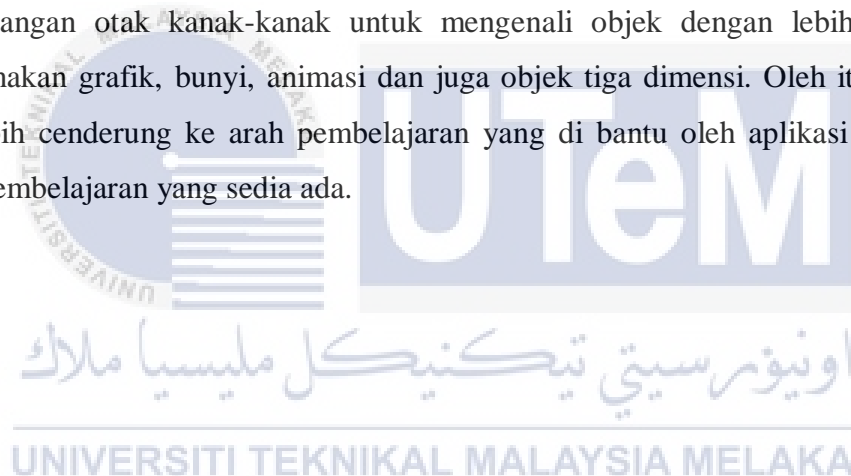 angan otak kanak-kanak untuk mengenali objek dengan lebih
nakan grafik, bunyi, animasi dan juga objek tiga dimensi. Oleh it
ih cenderung ke arah pembelajaran yang di bantu oleh aplikasi
embelajaran yang sedia ada.
UTeM
اونيۏرسيتي تيكنيكل مليسيا ملاك
UNIVERSITI TEKNIKAL MALAYSIA MELAKA